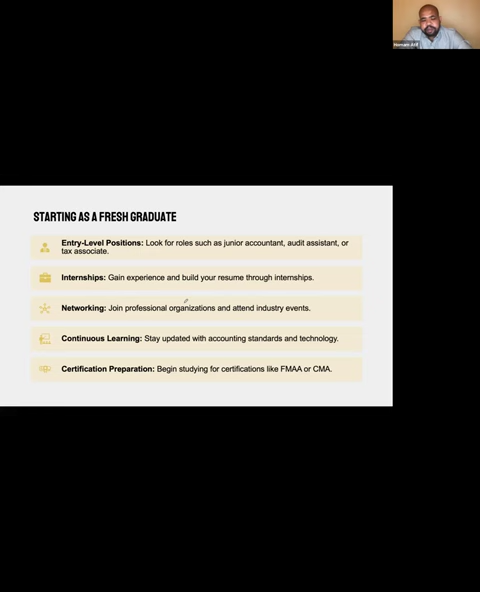 STARTING AS A FRESH GRADUATE
Entry-Level Positions: Look for roles such as junior accountant, audit assistant, or
tax associate.
Internships: Gain experience and build your resume through internships.
Networking: Join professional organizations and attend industry events.
Continuous Learning: Stay updated with accounting standards and technology.
Certification Preparation: Begin studying for certifications like FMAA or CMA.